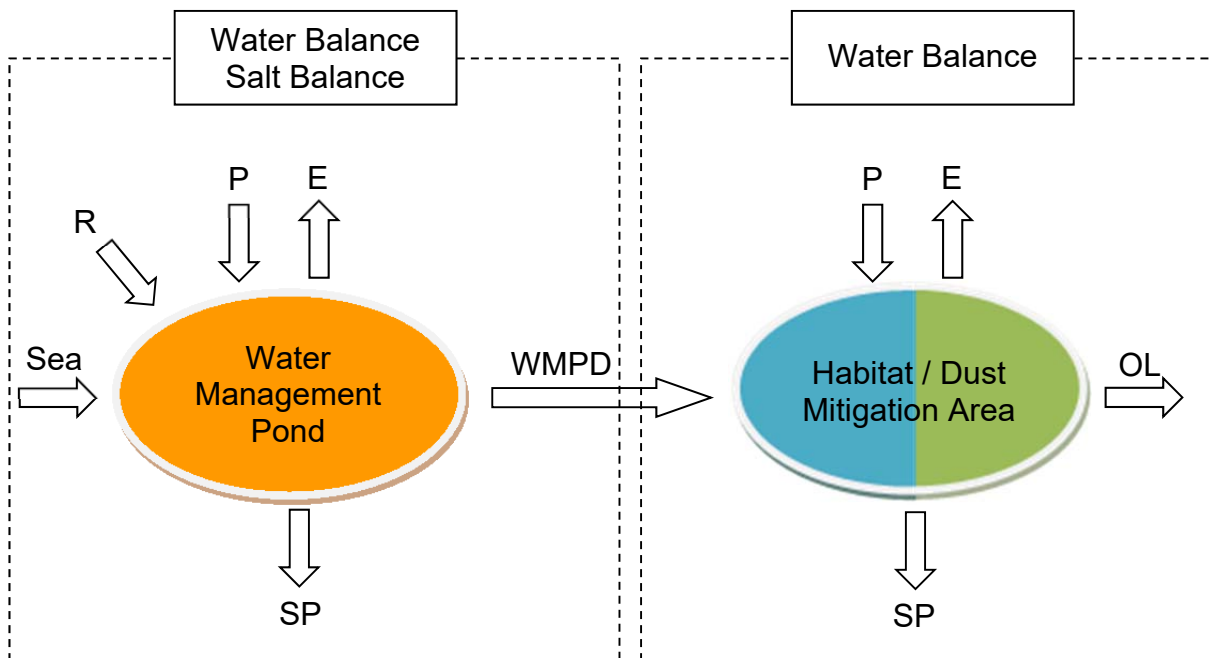 Water Balance
Salt Balance
Water Balance
P
E
R
P
E
Sea
Water
Management
Pond
WMPD
Habitat / Dust
Mitigation Area
OL
SP
SP